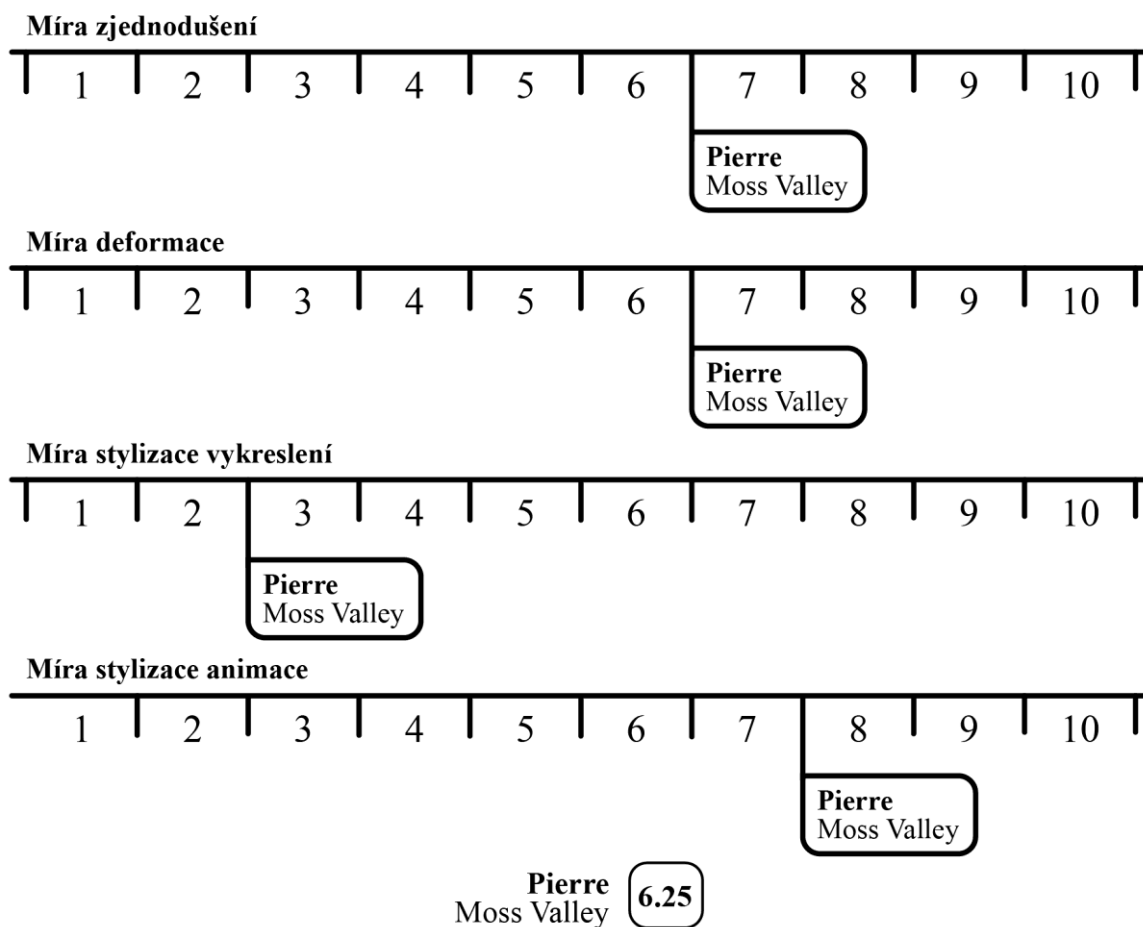 Míra zjednodušení
1 2 3 4 5 6 7 8 9 10
Pierre
Moss Valley
Míra deformace
1 2 3 4 5 6 7 8 9 10
Pierre
Moss Valley
Míra stylizace vykreslení
1 2 3 4 5 6 7 8 9 10
Pierre
Moss Valley
Míra stylizace animace
1 2 3 4 5 6 7 8 9 10
Pierre
Moss Valley
Pierre
Moss Valley
6.25